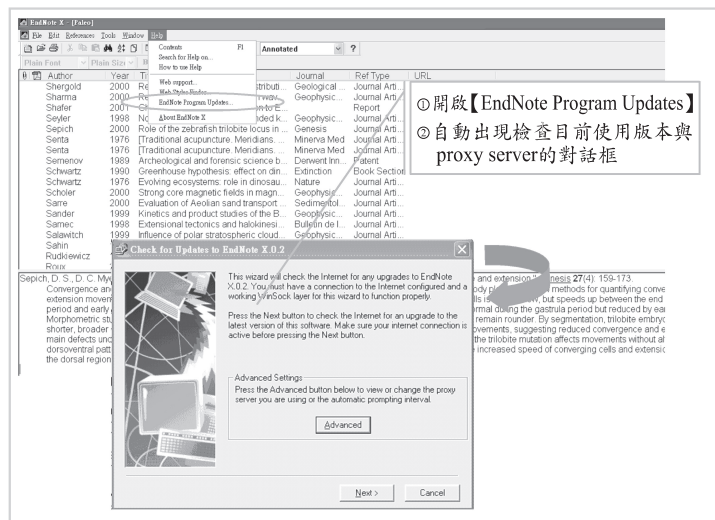 EndNote X - [Paleo]
File Edit References Tools Window Help
Annotated
Plain Font Plain Size
Contents F1
Search for Help on...
How to use Help
Web support...
Web Styles Finder...
EndNote Program Updates...
About EndNote X
Author Year Journal Ref Type URL
Shergold 2000 Geological ... Journal Arti...
Sharma 2000 Geophysic... Journal Arti...
Shafer 2001 Report
Seyler 1998 Geophysic... Journal Arti...
Sepich 2000 Role of the zebrafish trilobite locus in ... Genesis Journal Arti...
Senta 1976 [Traditional acupuncture. Meridians. ... Minerva Med Journal Arti...
Senta 1976 [Traditional acupuncture. Meridians. ... Minerva Med Journal Arti...
Semenov 1989 Archeological and forensic science b... Derwent Inn... Patent
Schwartz 1990 Greenhouse hypothesis: effect on din... Extinction Book Section
Schwartz 1976 Evolving ecosystems: role in dinosau... Nature Journal Arti...
Scholer 2000 Strong core magnetic fields in magn... Geophysic... Journal Arti...
Sarre 2000 Evaluation of Aeolian sand transport ... Sedimentol... Journal Arti...
Sander 1999 Kinetics and product studies of the B... Geophysic... Journal Arti...
Samec 1998 Extensional tectonics and halokinesi... Bulletin de l... Journal Arti...
Salawitch 1999 Influence of polar stratospheric cloud... Geophysic... Journal Arti...
Sahin
Rudkiewicz
Roux
①開啟【EndNote Program Updates】
②自動出現檢查目前使用版本與
proxy server的對話框
Check for Updates to EndNote X.0.2
This wizard will check the Internet for any upgrades to EndNote
X.0.2. You must have a connection to the Internet configured and a
working WinSock layer for this wizard to function properly.
Press the Next button to check the Internet for an upgrade to the
latest version of this software. Make sure your internet connection is
active before pressing the Next button.
Advanced Settings
Press the Advanced button below to view or change the proxy
server you are using or the automatic prompting interval.
Advanced
Next > Cancel
Sepich, D. S., D. C. and extension." Genesis 27(4): 159-173.
Convergence an methods for quantifying conve
extension moven but speeds up between the end
period and early during the gastrula period but reduced by ea
Morphometric stu remain rounder. By segmentation, trilobite embryo
shorter, broader ovements, suggesting reduced convergence and e
main defects und the trilobite mutation affects movements without al
dorsoventral patt increased speed of converging cells and extensic
the dorsal region